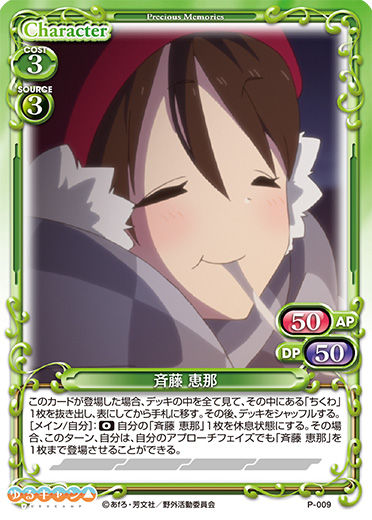 Precious Memories
Character
COST
3
SOURCE
3
50 AP
DP 50
斉藤 恵那
このカードが登場した場合、デッキの中を全て見て、その中にある「ちくわ」
1枚を抜き出し、表にしてから手札に移す。その後、デッキをシャッフルする。
[メイン/自分]:0 自分の「斉藤 恵那」1枚を休息状態にする。その場
合、このターン、自分は、自分のアプローチフェイズでも「斉藤 恵那」を
1枚まで登場させることができる。
ゆるキャン△
©あfろ・芳文社/野外活動委員会
P-009